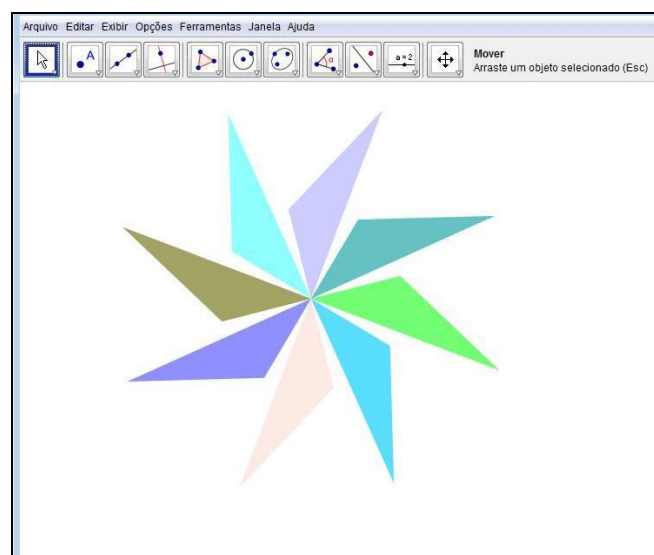 Arquivo Editar Exibir Opções Ferramentas Janela Ajuda
A
α
a = 2
Mover
Arraste um objeto selecionado (Esc)